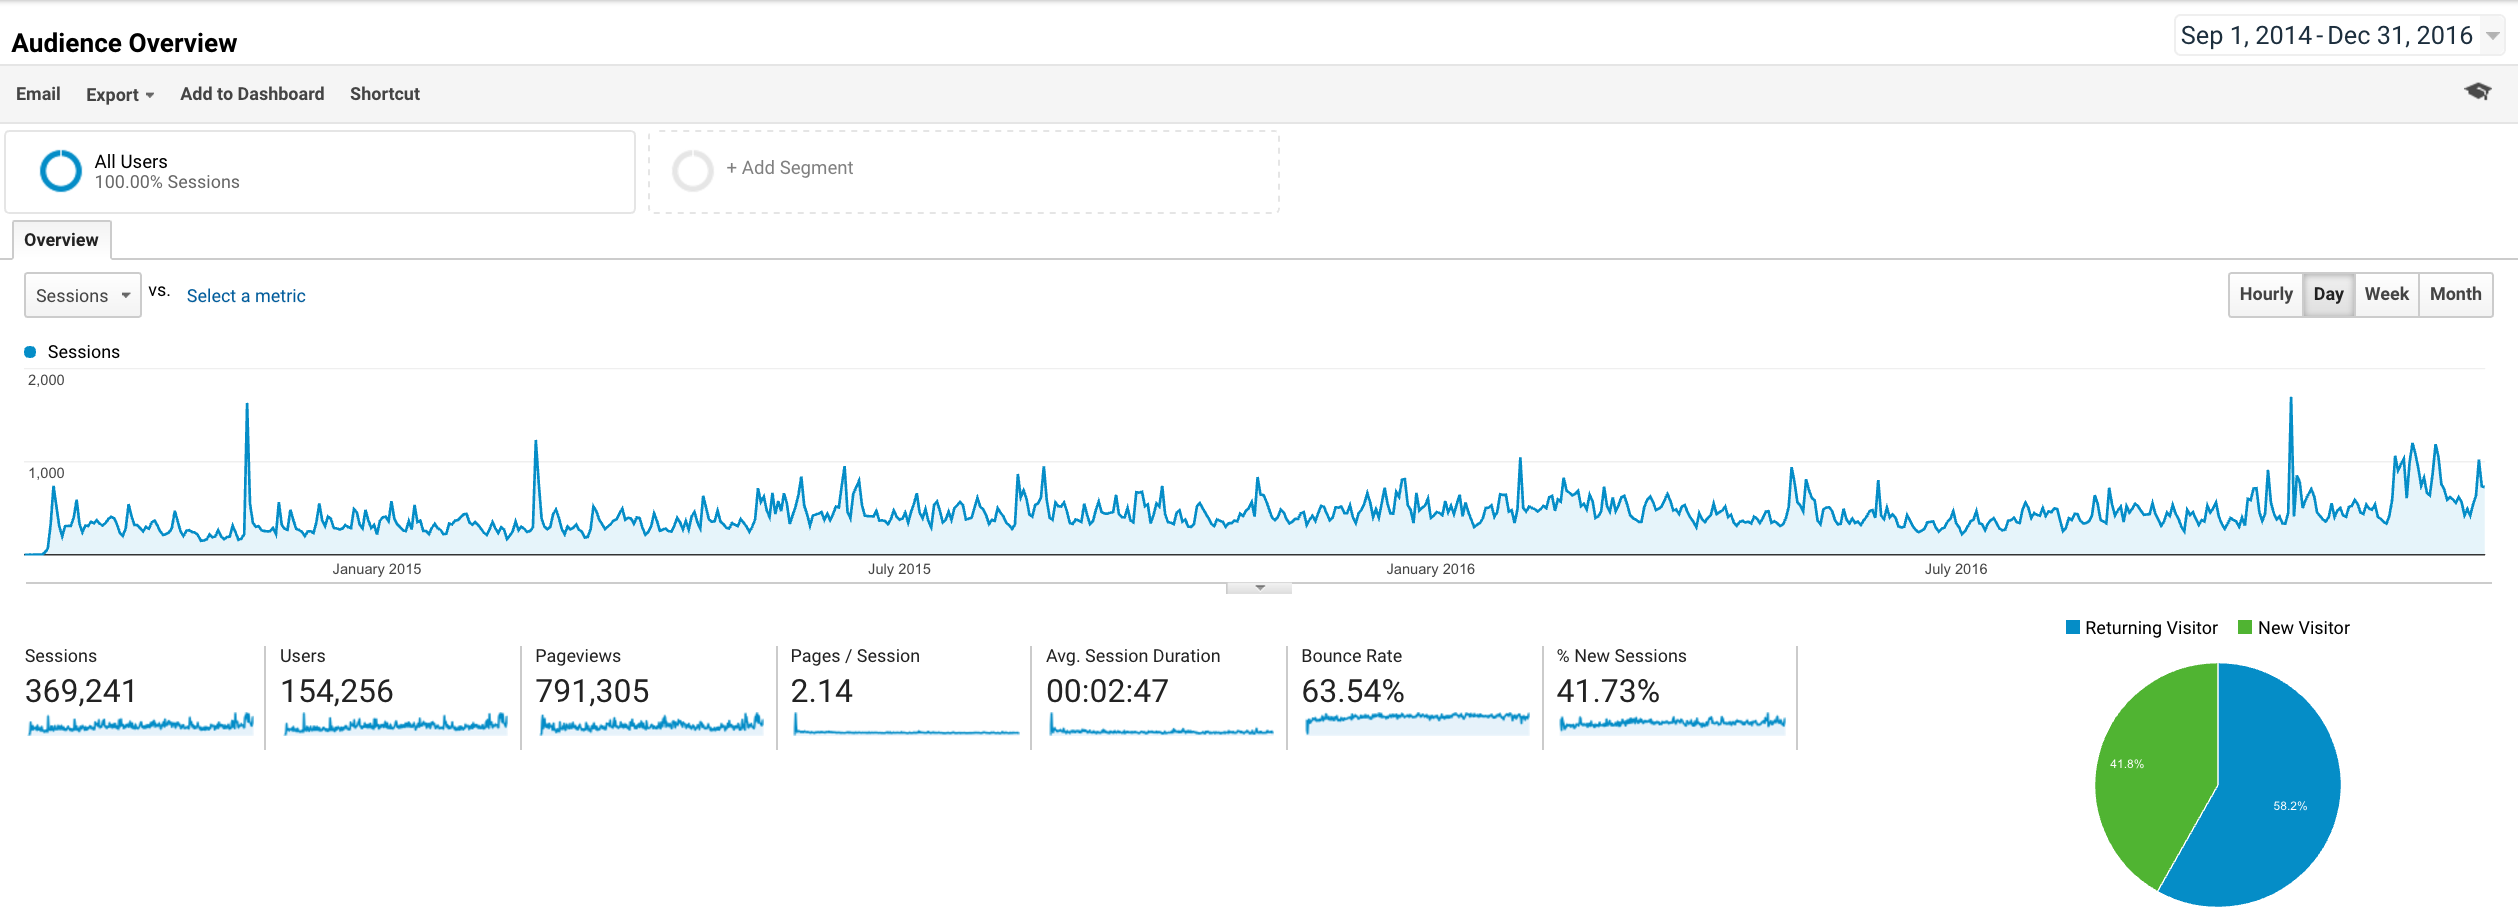 Audience Overview
Sep 1, 2014 - Dec 31, 2016
Email Export Add to Dashboard Shortcut
All Users
100.00% Sessions
+ Add Segment
Overview
Sessions vs. Select a metric
Hourly Day Week Month
Sessions
2,000
1,000
January 2015 July 2015 January 2016 July 2016
Returning Visitor New Visitor
Sessions
369,241
Users
154,256
Pageviews
791,305
Pages / Session
2.14
Avg. Session Duration
00:02:47
Bounce Rate
63.54%
% New Sessions
41.73%
41.8%
58.2%